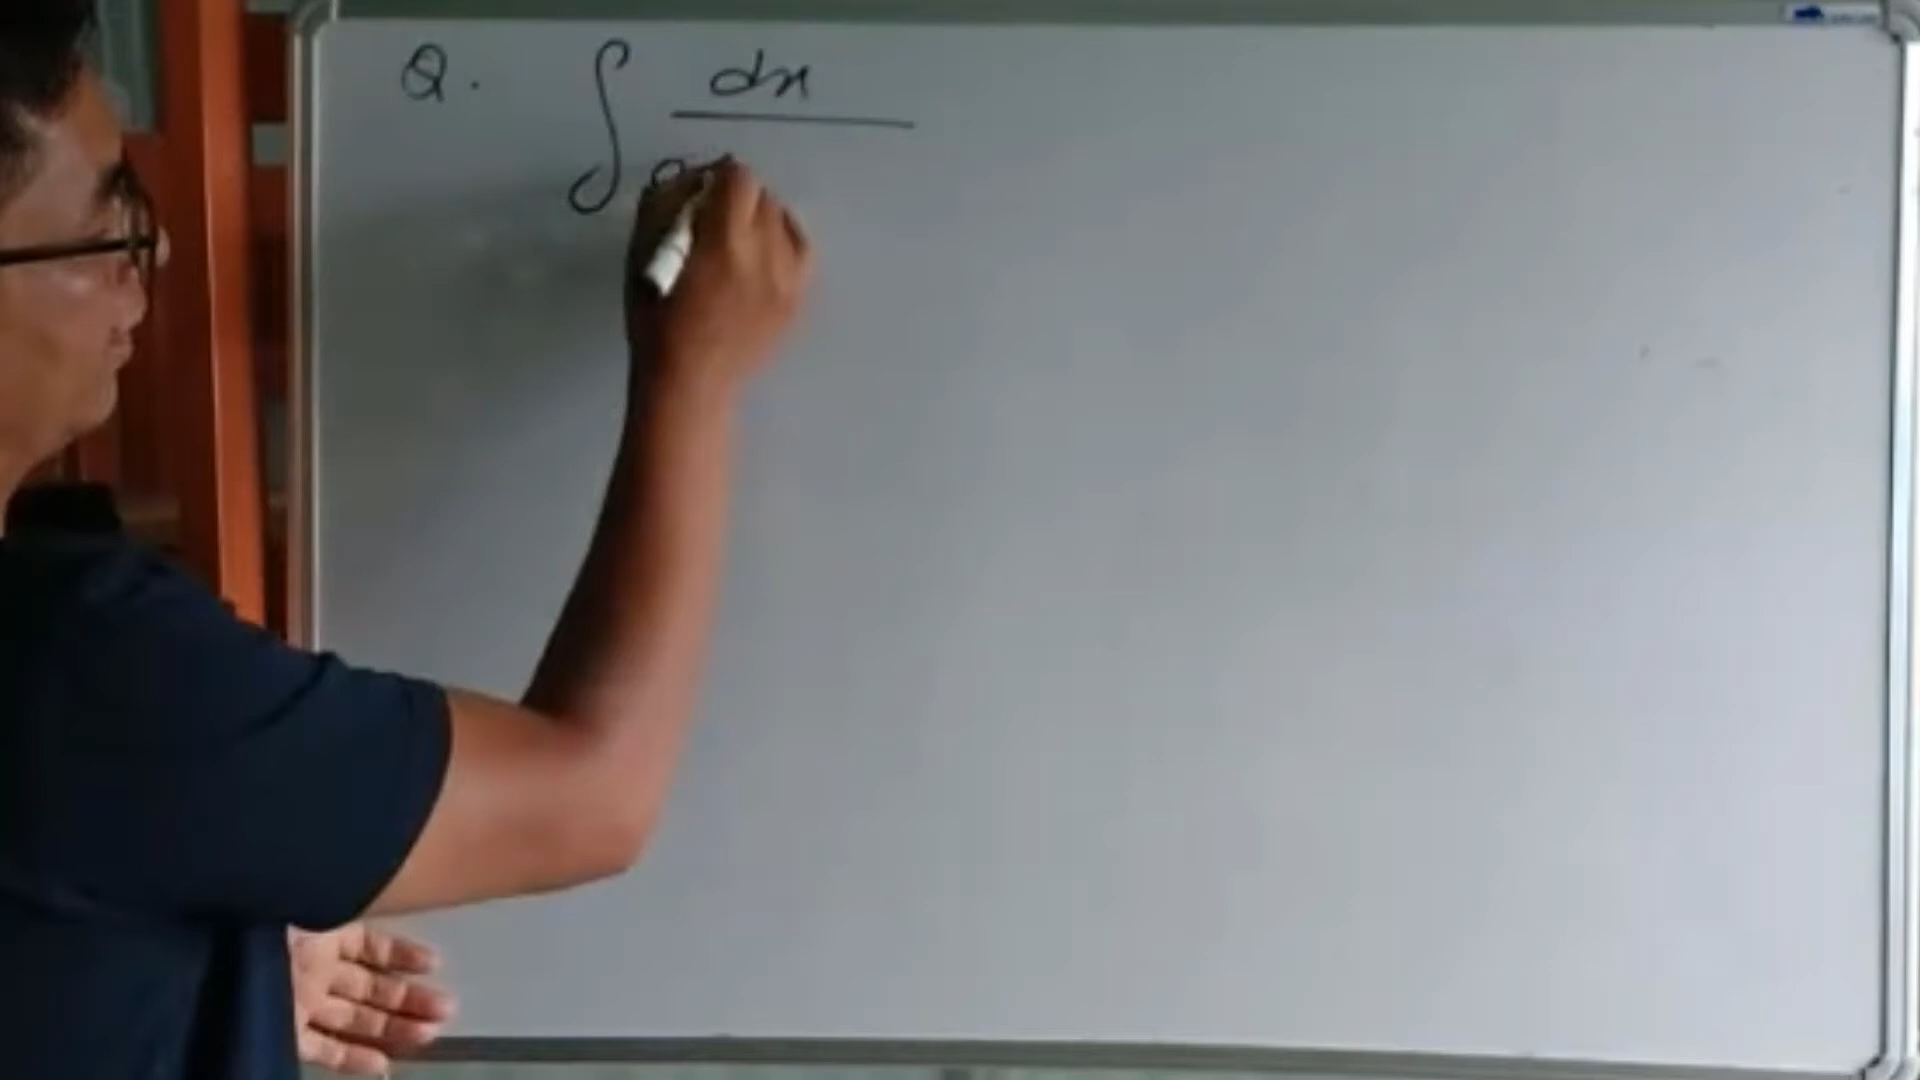 Q. ∫ dx